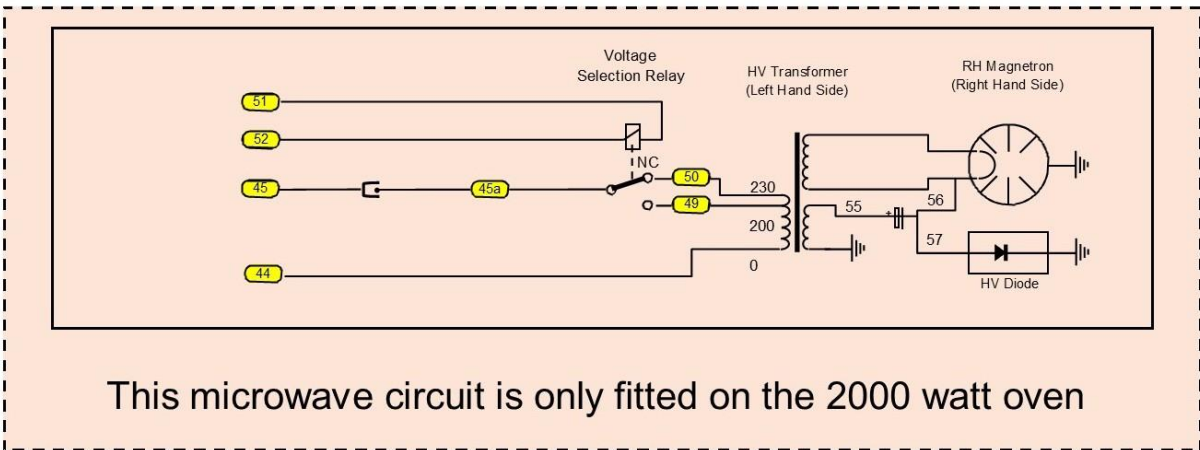 Voltage
Selection Relay
HV Transformer
(Left Hand Side)
RH Magnetron
(Right Hand Side)
51
52
NC
45
45a
50
49
230
200
0
55
56
57
44
HV Diode
This microwave circuit is only fitted on the 2000 watt oven